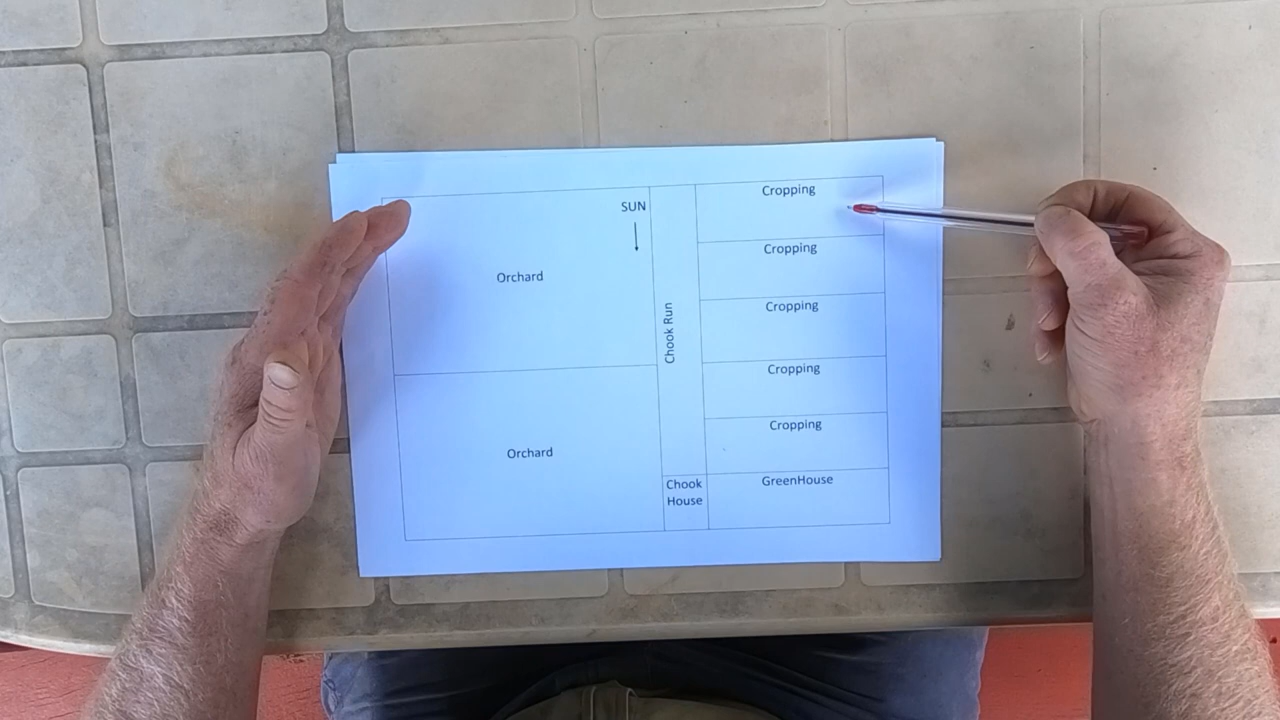 SUN
Orchard
Orchard
Chook Run
Chook
House
Cropping
Cropping
Cropping
Cropping
Cropping
GreenHouse